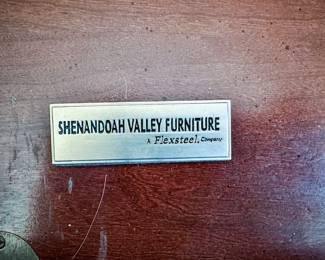 SHENANDOAH VALLEY FURNITURE
A Flexsteel. Company